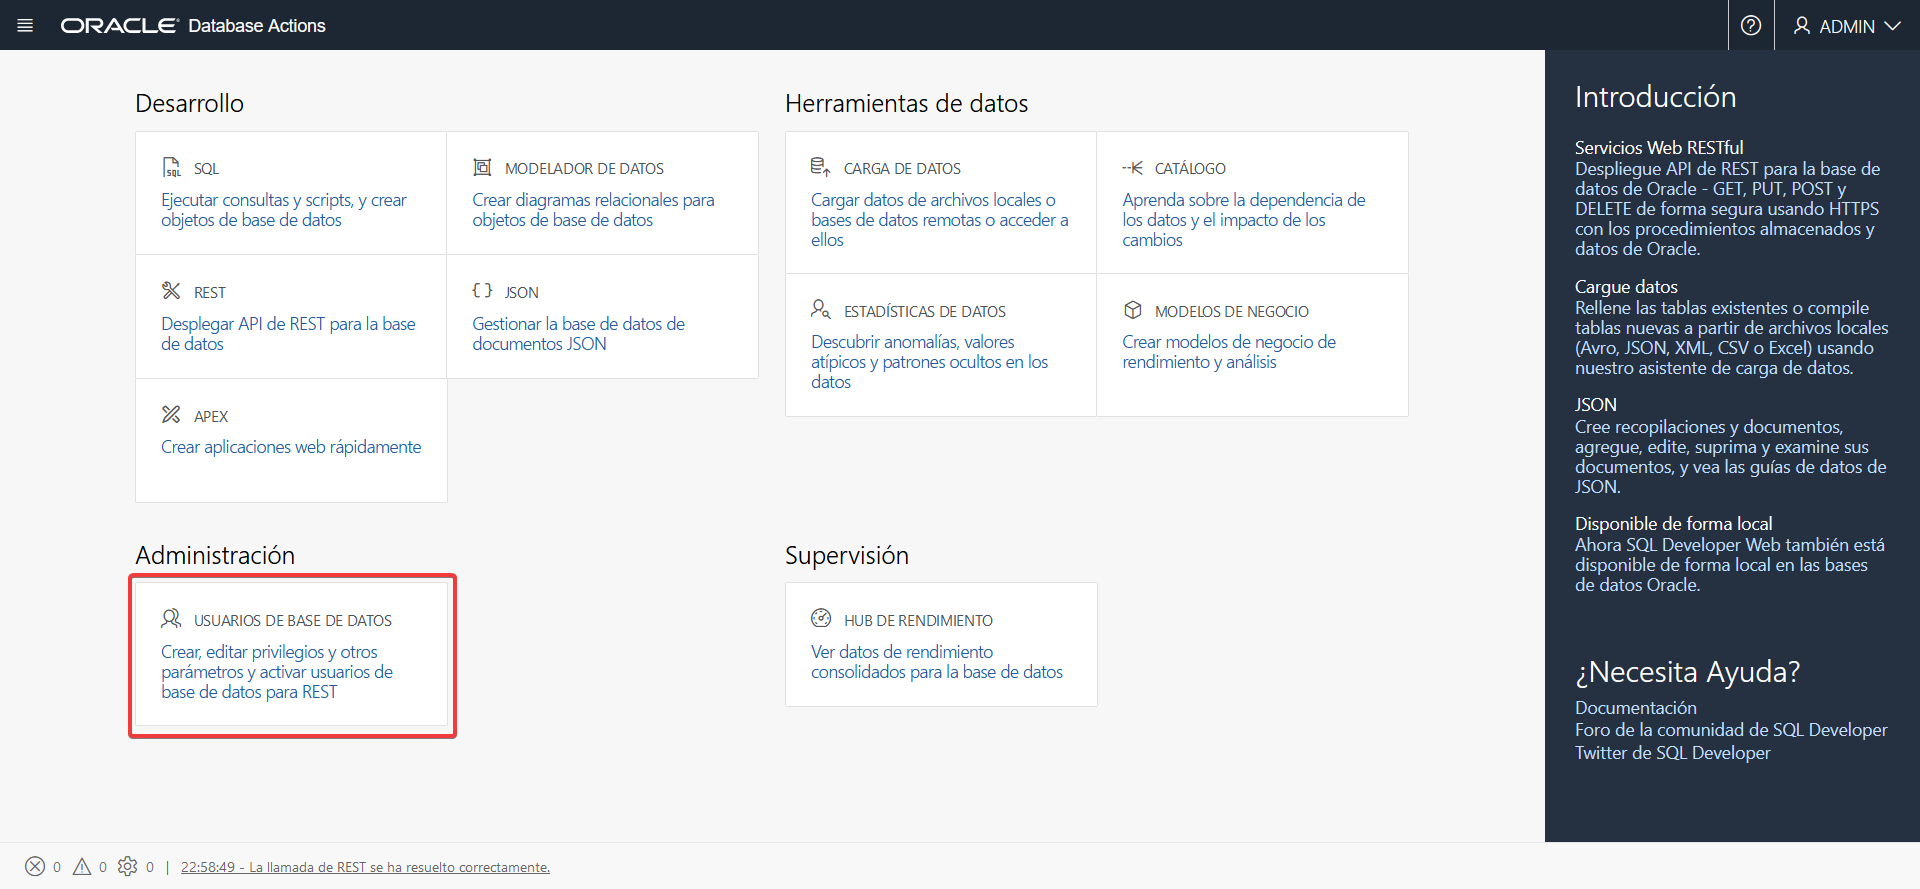 ORACLE Database Actions
ADMIN
Desarrollo
SQL
Ejecutar consultas y scripts, y crear
objetos de base de datos
MODELADOR DE DATOS
Crear diagramas relacionales para
objetos de base de datos
REST
Desplegar API de REST para la base
de datos
JSON
Gestionar la base de datos de
documentos JSON
APEX
Crear aplicaciones web rápidamente
Herramientas de datos
CARGA DE DATOS
Cargar datos de archivos locales o
bases de datos remotas o acceder a
ellos
CATÁLOGO
Aprenda sobre la dependencia de
los datos y el impacto de los
cambios
ESTADÍSTICAS DE DATOS
Descubrir anomalías, valores
atípicos y patrones ocultos en los
datos
MODELOS DE NEGOCIO
Crear modelos de negocio de
rendimiento y análisis
Administración
USUARIOS DE BASE DE DATOS
Crear, editar privilegios y otros
parámetros y activar usuarios de
base de datos para REST
Supervisión
HUB DE RENDIMIENTO
Ver datos de rendimiento
consolidados para la base de datos
Introducción
Servicios Web RESTful
Despliegue API de REST para la base de
datos de Oracle - GET, PUT, POST y
DELETE de forma segura usando HTTPS
con los procedimientos almacenados y
datos de Oracle.
Cargue datos
Rellene las tablas existentes o compile
tablas nuevas a partir de archivos locales
(Avro, JSON, XML, CSV o Excel) usando
nuestro asistente de carga de datos.
JSON
Cree recopilaciones y documentos,
agregue, edite, suprima y examine sus
documentos, y vea las guías de datos de
JSON.
Disponible de forma local
Ahora SQL Developer Web también está
disponible de forma local en las bases
de datos Oracle.
¿Necesita Ayuda?
Documentación
Foro de la comunidad de SQL Developer
Twitter de SQL Developer
0 0 0 | 22:58:49 - La llamada de REST se ha resuelto correctamente.